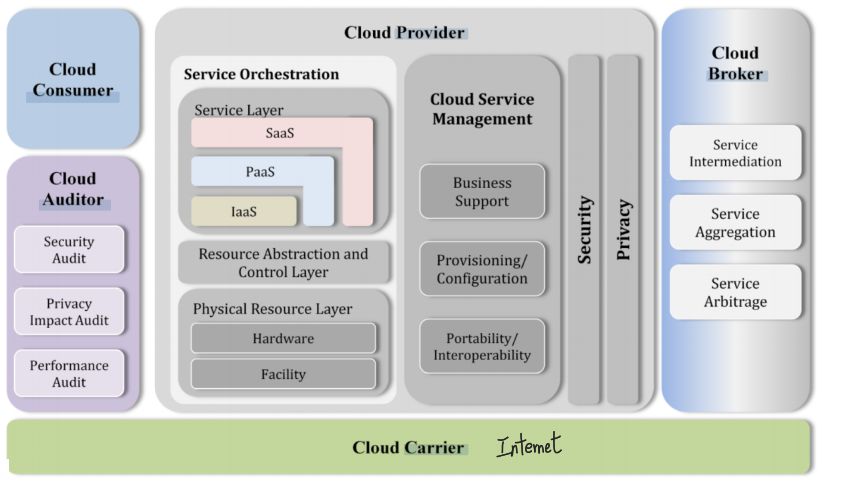 Cloud
Consumer
Cloud
Auditor
Security
Audit
Privacy
Impact Audit
Performance
Audit
Cloud Provider
Service Orchestration
Service Layer
SaaS
PaaS
IaaS
Resource Abstraction and
Control Layer
Physical Resource Layer
Hardware
Facility
Cloud Service
Management
Business
Support
Provisioning/
Configuration
Portability/
Interoperability
Security
Privacy
Cloud
Broker
Service
Intermediation
Service
Aggregation
Service
Arbitrage
Cloud Carrier Internet